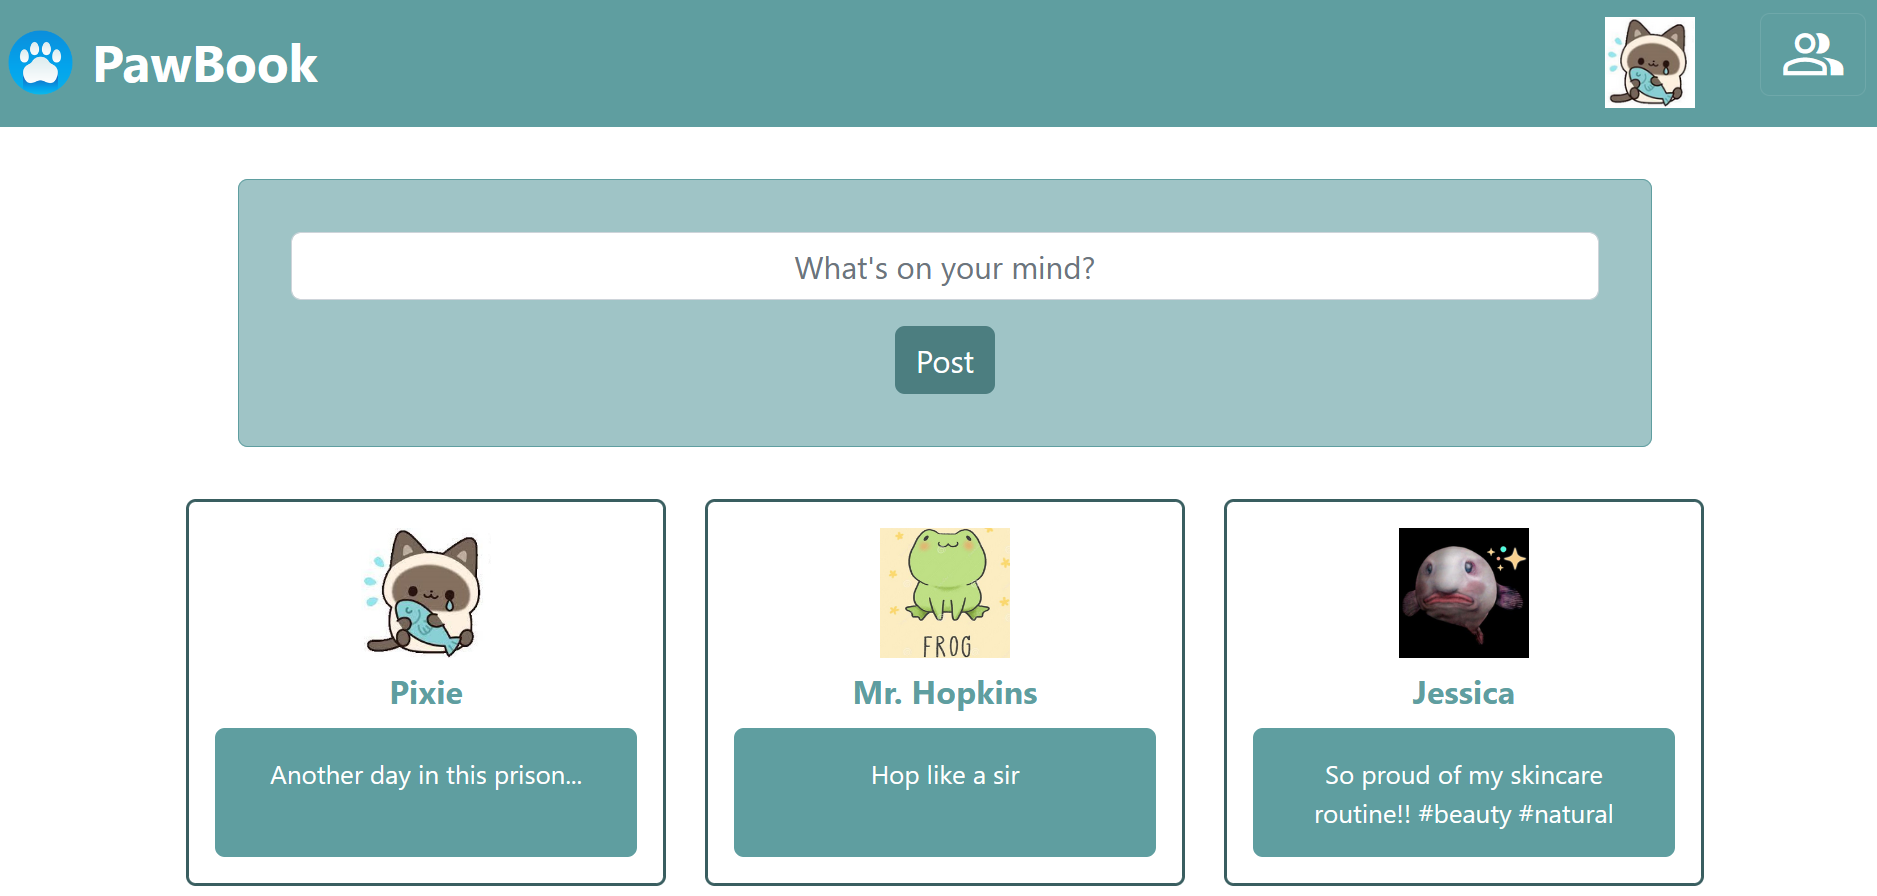 PawBook
What's on your mind?
Post
FROG
Pixie
Mr. Hopkins
Jessica
Another day in this prison...
Hop like a sir
So proud of my skincare
routine!! #beauty #natural